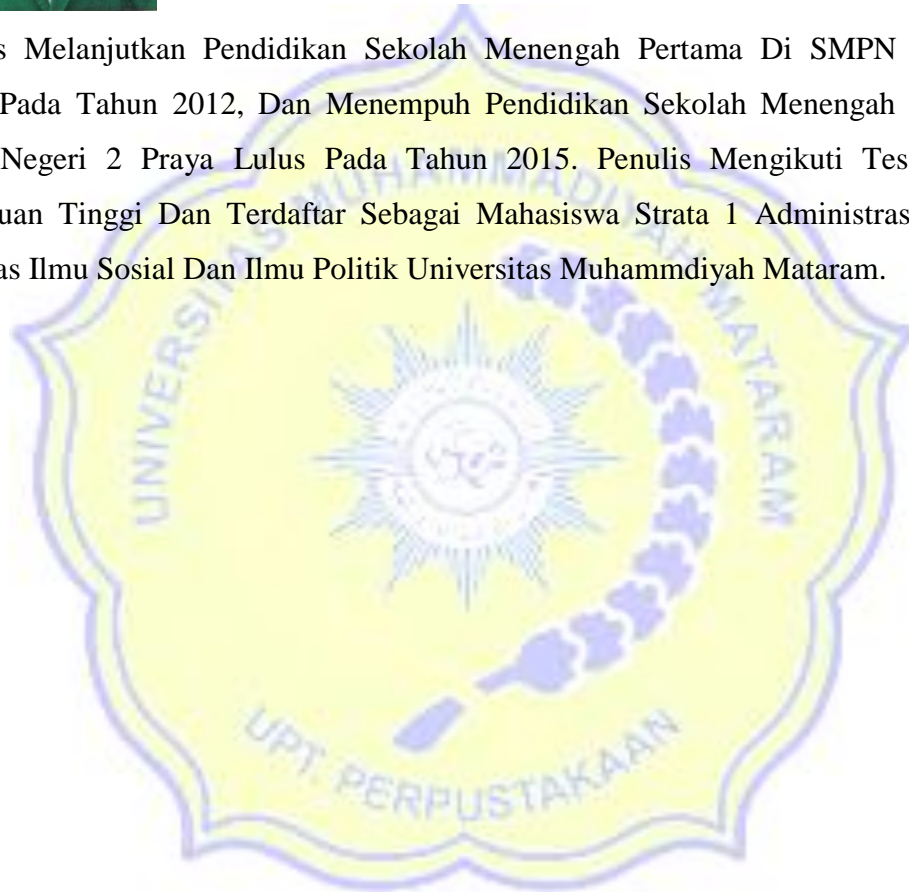 s Melanjutkan Pendidikan Sekolah Menengah Pertama Di SMPN
Pada Tahun 2012, Dan Menempuh Pendidikan Sekolah Menengah
Negeri 2 Praya Lulus Pada Tahun 2015. Penulis Mengikuti Tes
uan Tinggi Dan Terdaftar Sebagai Mahasiswa Strata 1 Administras
as Ilmu Sosial Dan Ilmu Politik Universitas Muhammdiyah Mataram.
UNIVERSITAS MUHAMMADIYAH MATARAM
UPT. PERPUSTAKAAN